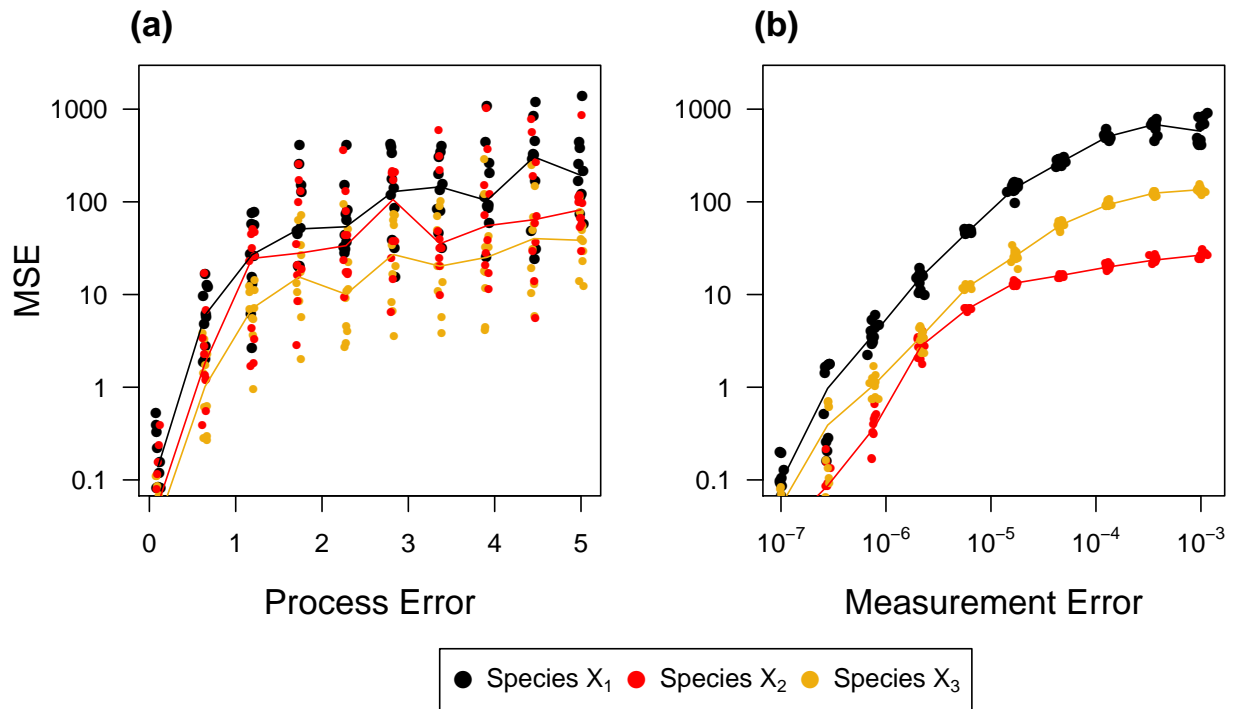 (a) (b)
MSE
1000 1000
100 100
10 10
1 1
0.1 0.1
0 1 2 3 4 5 10⁻⁷ 10⁻⁶ 10⁻⁵ 10⁻⁴ 10⁻³
Process Error Measurement Error
Species X₁ Species X₂ Species X₃